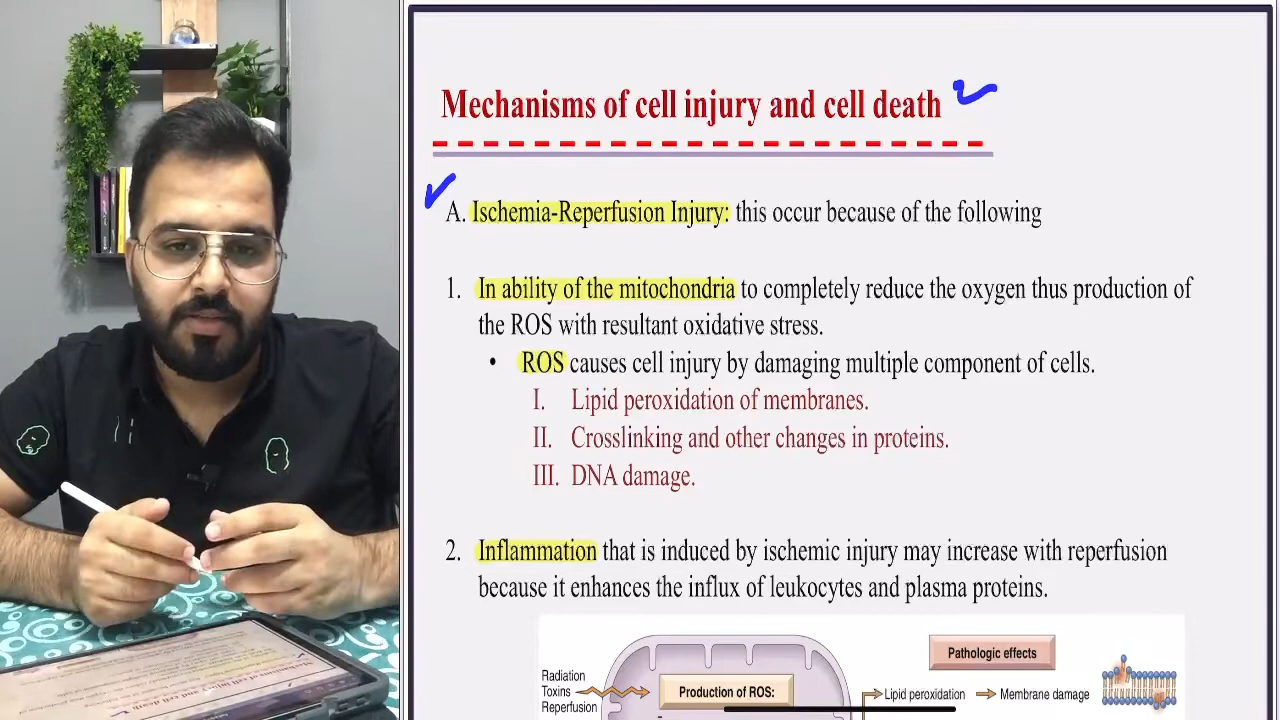 Mechanisms of cell injury and cell death
A. Ischemia-Reperfusion Injury: this occur because of the following
1. In ability of the mitochondria to completely reduce the oxygen thus production of
the ROS with resultant oxidative stress.
• ROS causes cell injury by damaging multiple component of cells.
I. Lipid peroxidation of membranes.
II. Crosslinking and other changes in proteins.
III. DNA damage.
2. Inflammation that is induced by ischemic injury may increase with reperfusion
because it enhances the influx of leukocytes and plasma proteins.
Pathologic effects
Radiation
Toxins
Reperfusion
Production of ROS:
Lipid peroxidation
Membrane damage